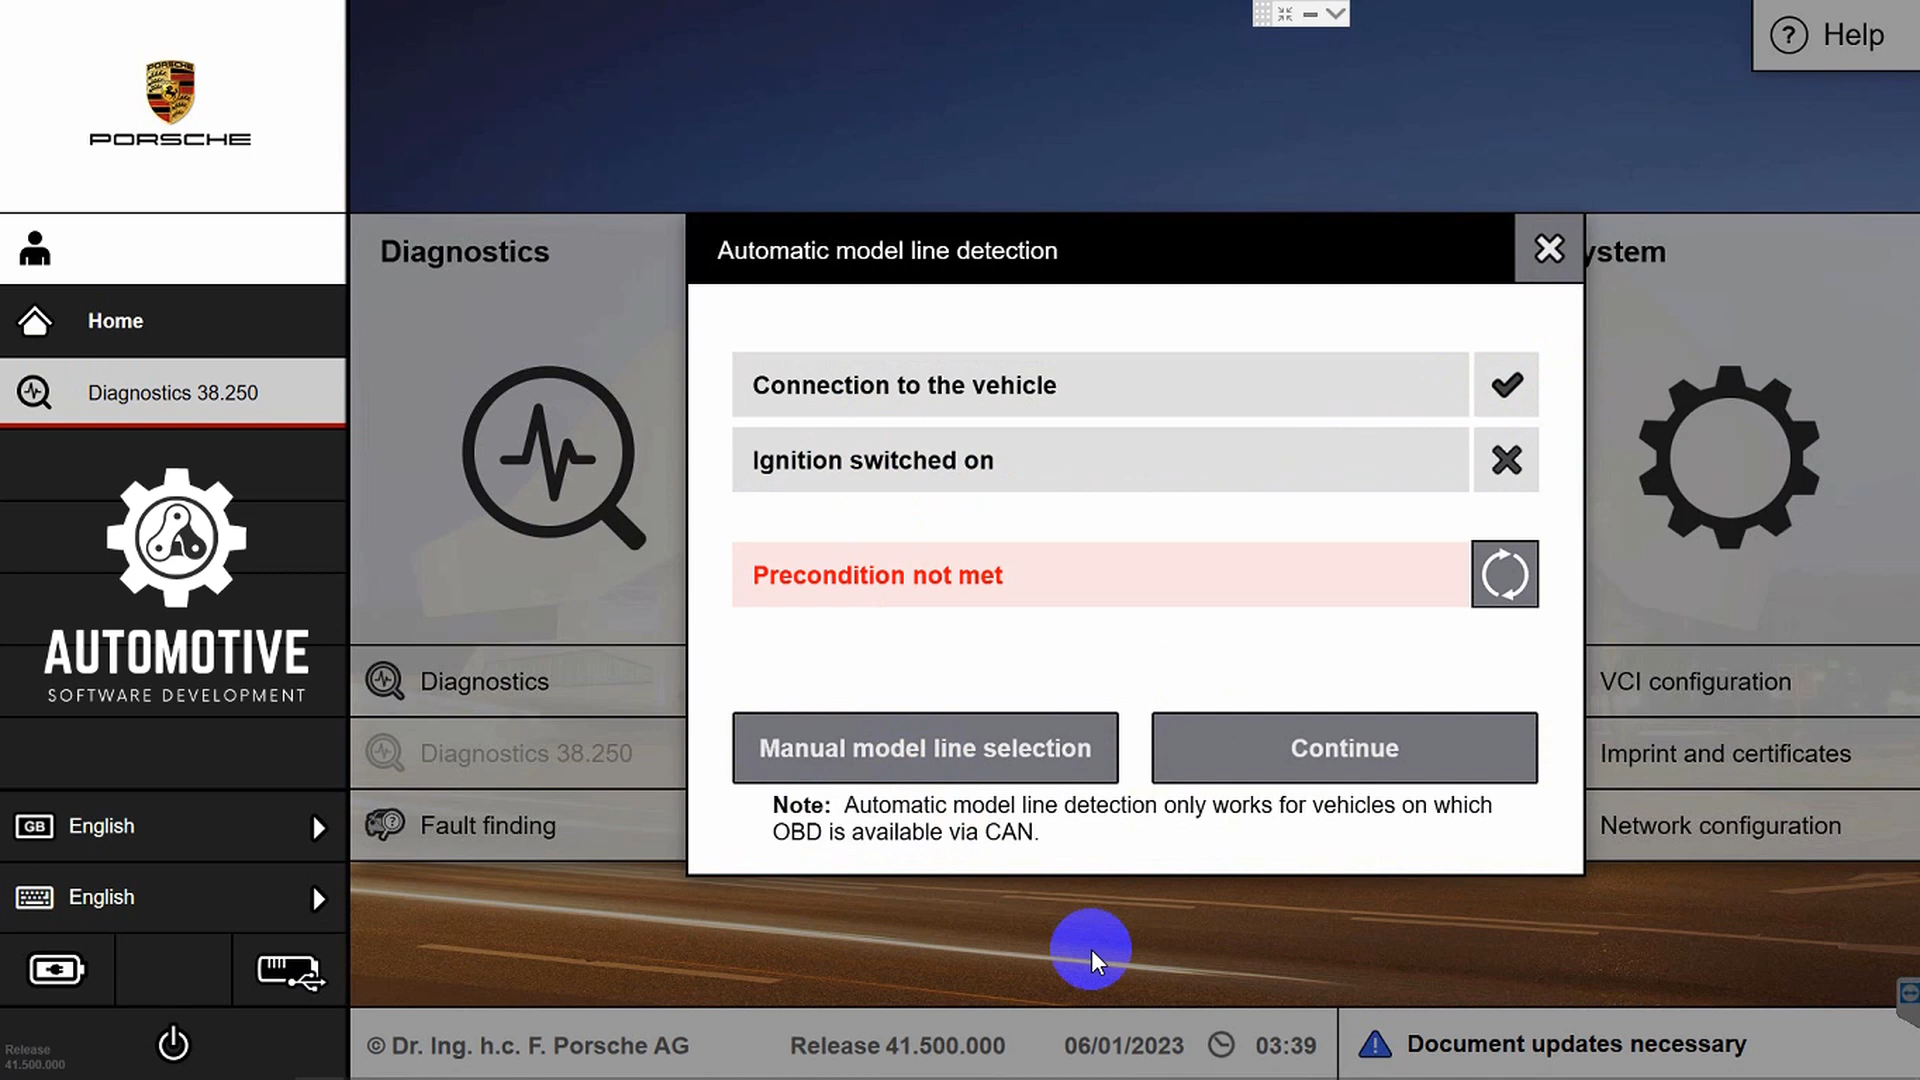 PORSCHE
PORSCHE
Home
Diagnostics 38.250
AUTOMOTIVE
SOFTWARE DEVELOPMENT
GB English
English
Release
41.500.000
? Help
Diagnostics
Diagnostics
Diagnostics 38.250
Fault finding
Automatic model line detection
Connection to the vehicle
Ignition switched on
Precondition not met
Manual model line selection
Continue
Note: Automatic model line detection only works for vehicles on which
OBD is available via CAN.
ystem
VCI configuration
Imprint and certificates
Network configuration
© Dr. Ing. h.c. F. Porsche AG
Release 41.500.000
06/01/2023
03:39
Document updates necessary